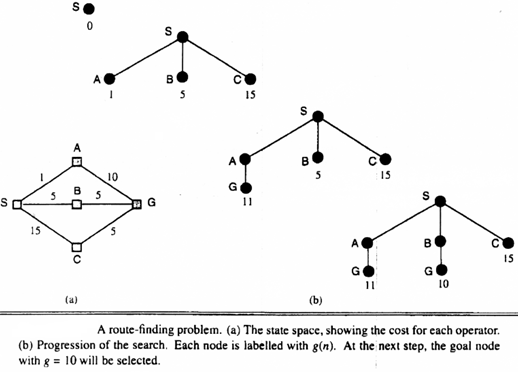 S
0
S
A B C
1 5 15
S
A B C
G 5 15
11
A
1 10
B
S 5 5 G
15 5
C
S
A B C
G G 15
11 10
(a) (b)
A route-finding problem. (a) The state space, showing the cost for each operator.
(b) Progression of the search. Each node is labelled with g(n). At the next step, the goal node
with g = 10 will be selected.